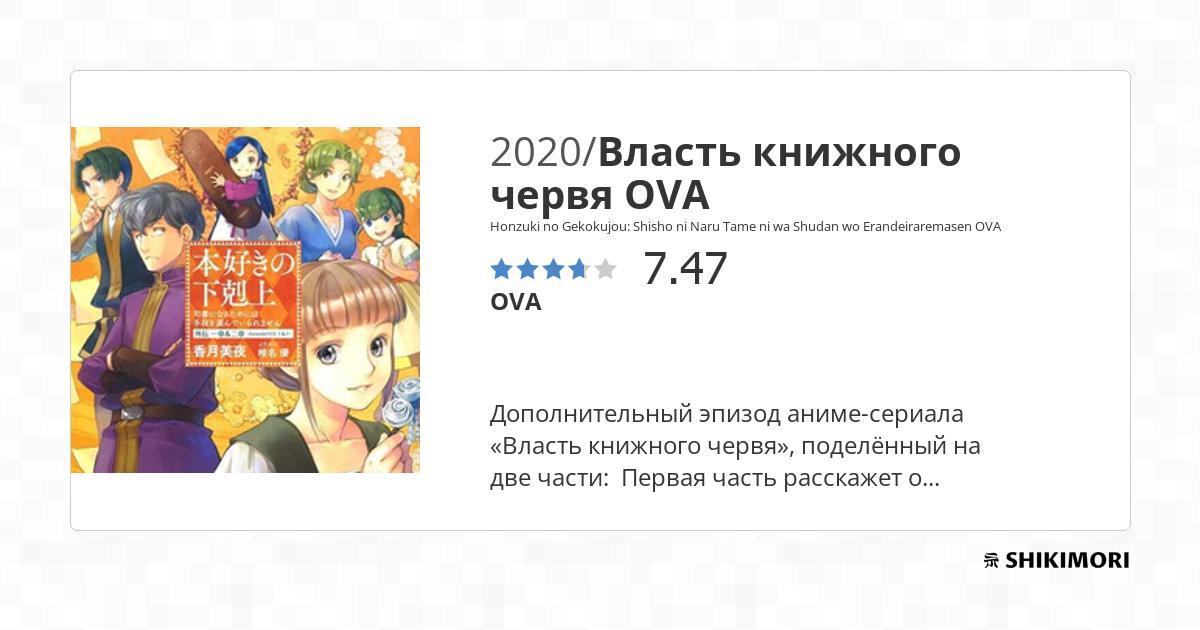 2020/Власть книжного
червя OVA
Honzuki no Gekokujou: Shisho ni Naru Tame ni wa Shudan wo Erandeiraremasen OVA
7.47
OVA
Дополнительный эпизод аниме-сериала
«Власть книжного червя», поделённый на
две части:  Первая часть расскажет о...
本好きの
下剋上
司書になるためには
手段を選んでいられません
香月美夜
椎名 優
SHIKIMORI